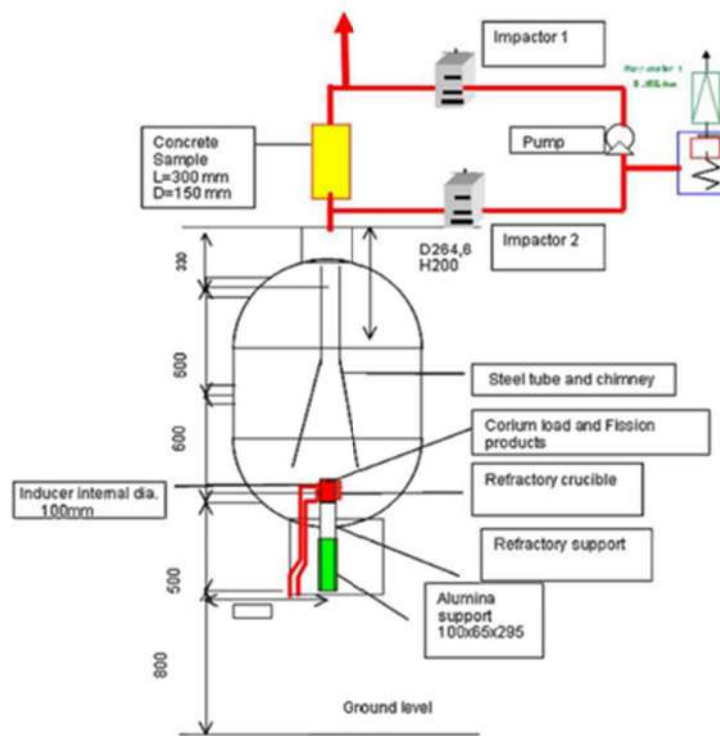 Impactor 1
Concrete
Sample
L=300 mm
D=150 mm
Pump
Impactor 2
D264,6
H200
330
600
Steel tube and chimney
600
Corium load and Fission
products
Inducer internal dia.
100mm
Refractory crucible
Refractory support
500
Alumina
support
100x65x295
800
Ground level